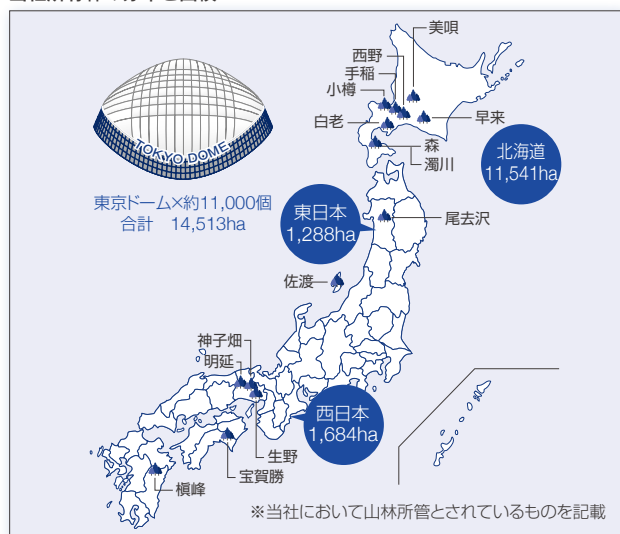 美唄
西野
手稲
小樽
白老
早来
森
濁川
北海道
11,541ha
TOKYO DOME
東京ドーム×約11,000個
合計 14,513ha
東日本
1,288ha
尾去沢
佐渡
神子畑
明延
西日本
1,684ha
生野
宝賀勝
槇峰
※当社において山林所管とされているものを記載